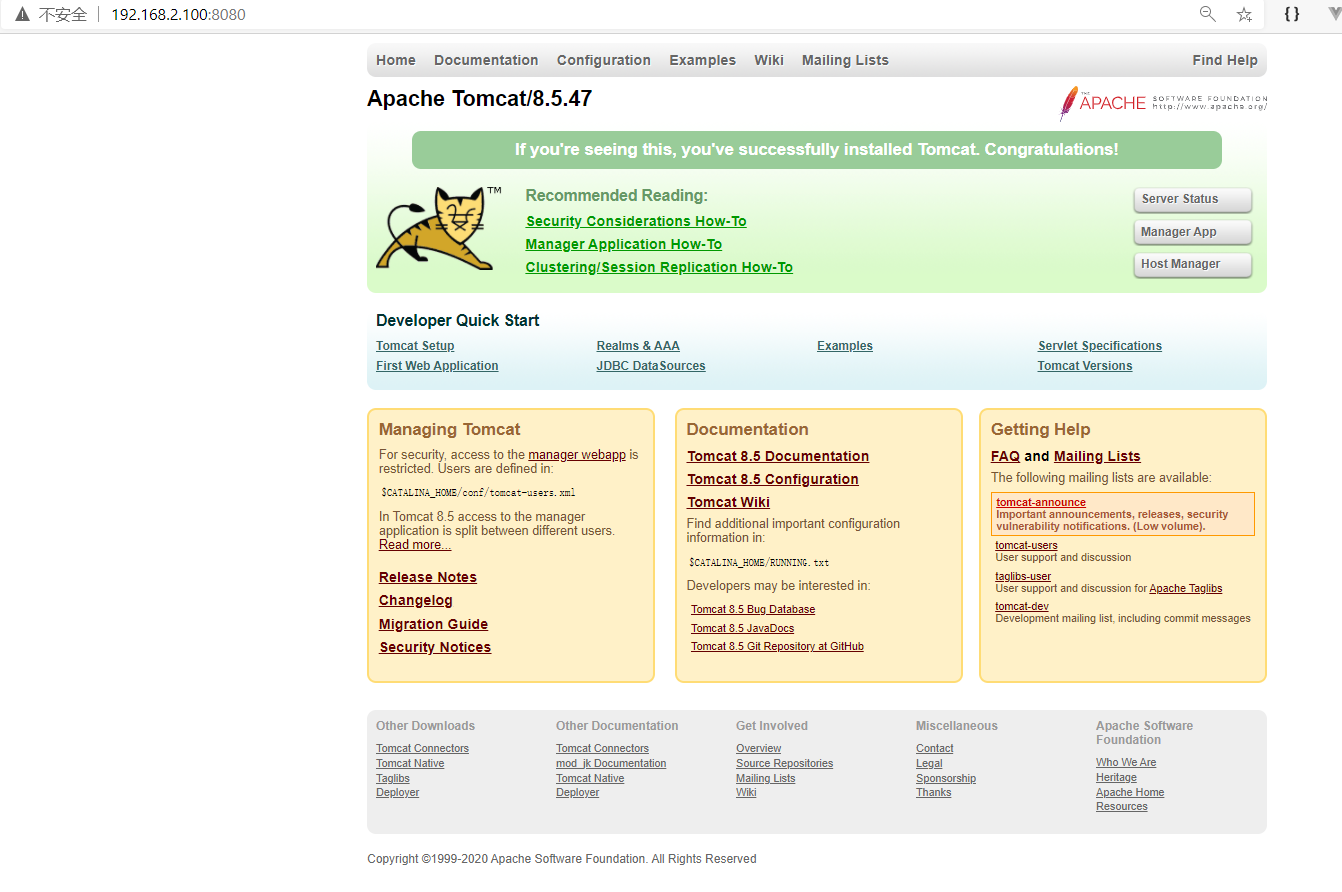 不安全 | 192.168.2.100:8080
Home Documentation Configuration Examples Wiki Mailing Lists Find Help
Apache Tomcat/8.5.47
THE APACHE SOFTWARE FOUNDATION
http://www.apache.org/
If you're seeing this, you've successfully installed Tomcat. Congratulations!
TM
Recommended Reading:
Security Considerations How-To
Manager Application How-To
Clustering/Session Replication How-To
Server Status
Manager App
Host Manager
Developer Quick Start
Tomcat Setup
First Web Application
Realms & AAA
JDBC DataSources
Examples
Servlet Specifications
Tomcat Versions
Managing Tomcat
For security, access to the manager webapp is
restricted. Users are defined in:
$CATALINA_HOME/conf/tomcat-users.xml
In Tomcat 8.5 access to the manager
application is split between different users.
Read more...
Release Notes
Changelog
Migration Guide
Security Notices
Documentation
Tomcat 8.5 Documentation
Tomcat 8.5 Configuration
Tomcat Wiki
Find additional important configuration
information in:
$CATALINA_HOME/RUNNING.txt
Developers may be interested in:
Tomcat 8.5 Bug Database
Tomcat 8.5 JavaDocs
Tomcat 8.5 Git Repository at GitHub
Getting Help
FAQ and Mailing Lists
The following mailing lists are available:
tomcat-announce
Important announcements, releases, security
vulnerability notifications. (Low volume).
tomcat-users
User support and discussion
taglibs-user
User support and discussion for Apache Taglibs
tomcat-dev
Development mailing list, including commit messages
Other Downloads
Tomcat Connectors
Tomcat Native
Taglibs
Deployer
Other Documentation
Tomcat Connectors
mod_jk Documentation
Tomcat Native
Deployer
Get Involved
Overview
Source Repositories
Mailing Lists
Wiki
Miscellaneous
Contact
Legal
Sponsorship
Thanks
Apache Software
Foundation
Who We Are
Heritage
Apache Home
Resources
Copyright ©1999-2020 Apache Software Foundation. All Rights Reserved